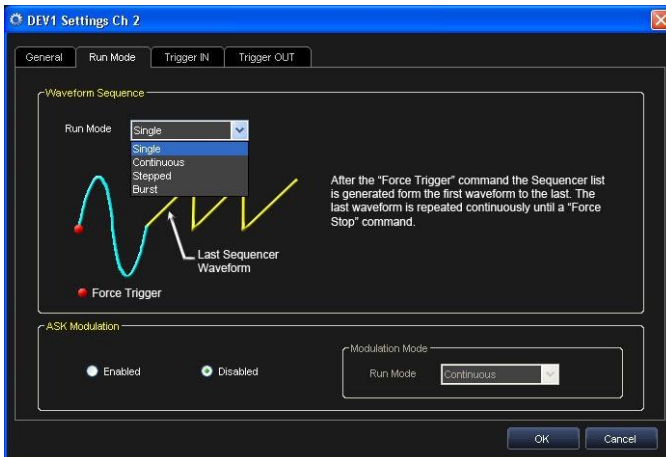 DEV1 Settings Ch 2
General
Run Mode
Trigger IN
Trigger OUT
Waveform Sequence
Run Mode
Single
Single
Continuous
Stepped
Burst
After the "Force Trigger" command the Sequencer list
is generated form the first waveform to the last. The
last waveform is repeated continuously until a "Force
Stop" command.
Last Sequencer
Waveform
Force Trigger
ASK Modulation
Enabled
Disabled
Modulation Mode
Run Mode
Continuous
OK
Cancel